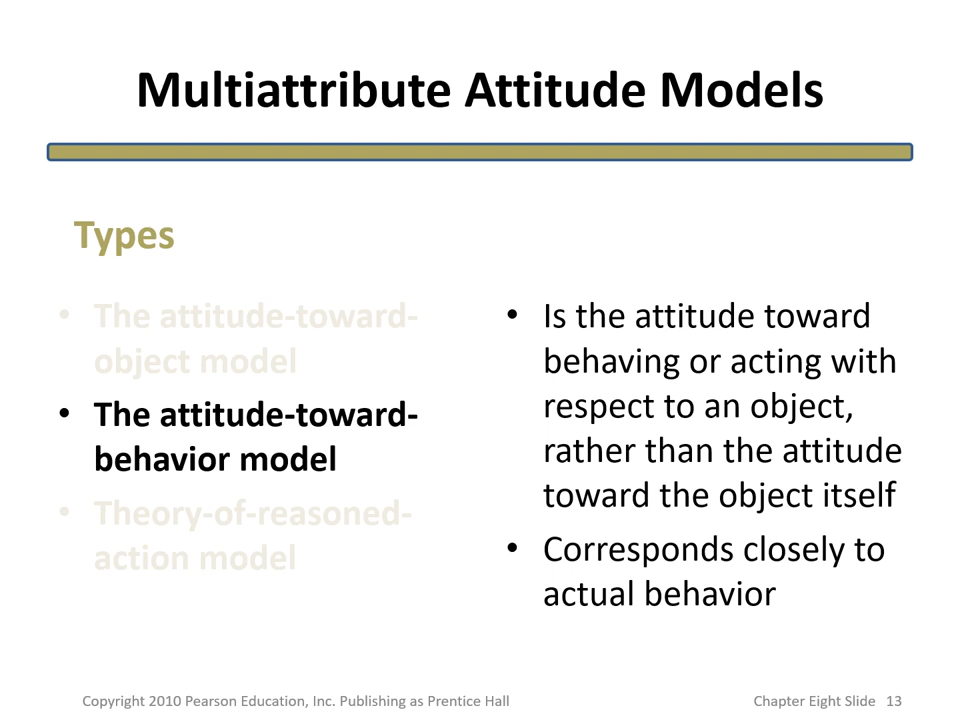 Multiattribute Attitude Models
Types
• The attitude-toward-
object model
• The attitude-toward-
behavior model
• Theory-of-reasoned-
action model
• Is the attitude toward
behaving or acting with
respect to an object,
rather than the attitude
toward the object itself
• Corresponds closely to
actual behavior
Copyright 2010 Pearson Education, Inc. Publishing as Prentice Hall
Chapter Eight Slide 13